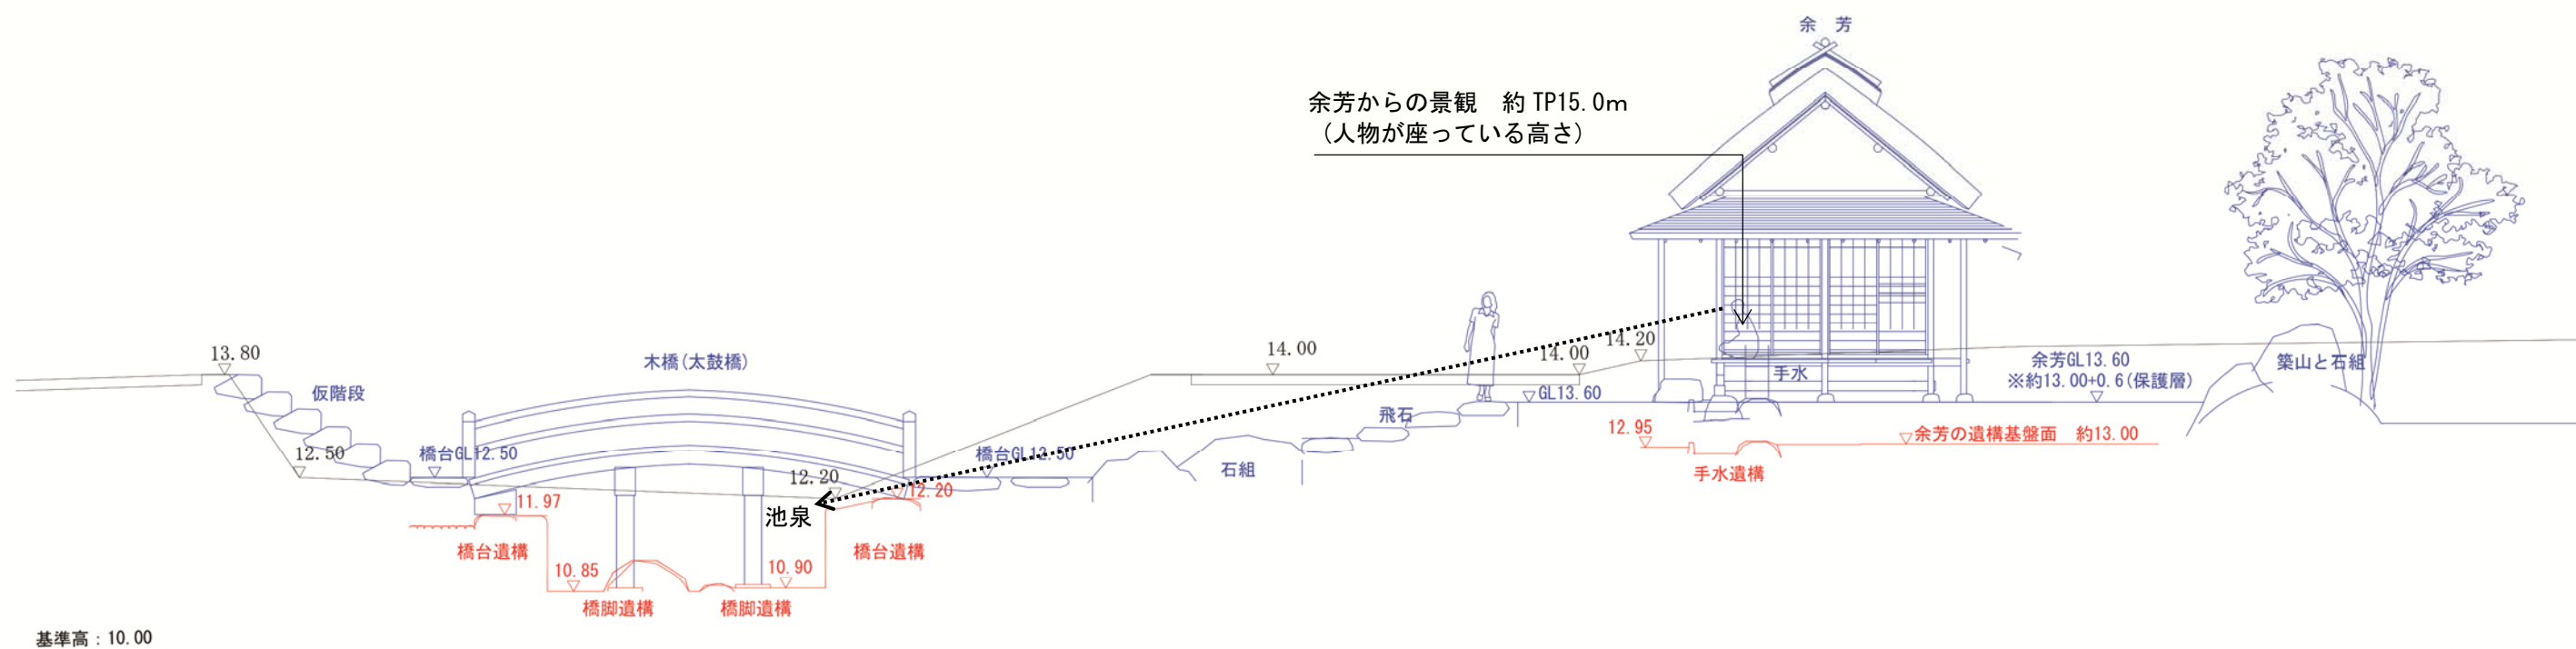 余 芳
余芳からの景観 約 TP15.0m
(人物が座っている高さ)
13.80
仮階段
木橋(太鼓橋)
14.00
14.00
14.20
余芳GL13.60
※約13.00+0.6(保護層)
築山と石組
手水
GL13.60
飛石
12.50
橋台GL12.50
12.20
橋台GL12.50
石組
12.95
余芳の遺構基盤面 約13.00
手水遺構
11.97
池泉
12.20
橋台遺構
橋台遺構
10.85
10.90
橋脚遺構
橋脚遺構
基準高:10.00